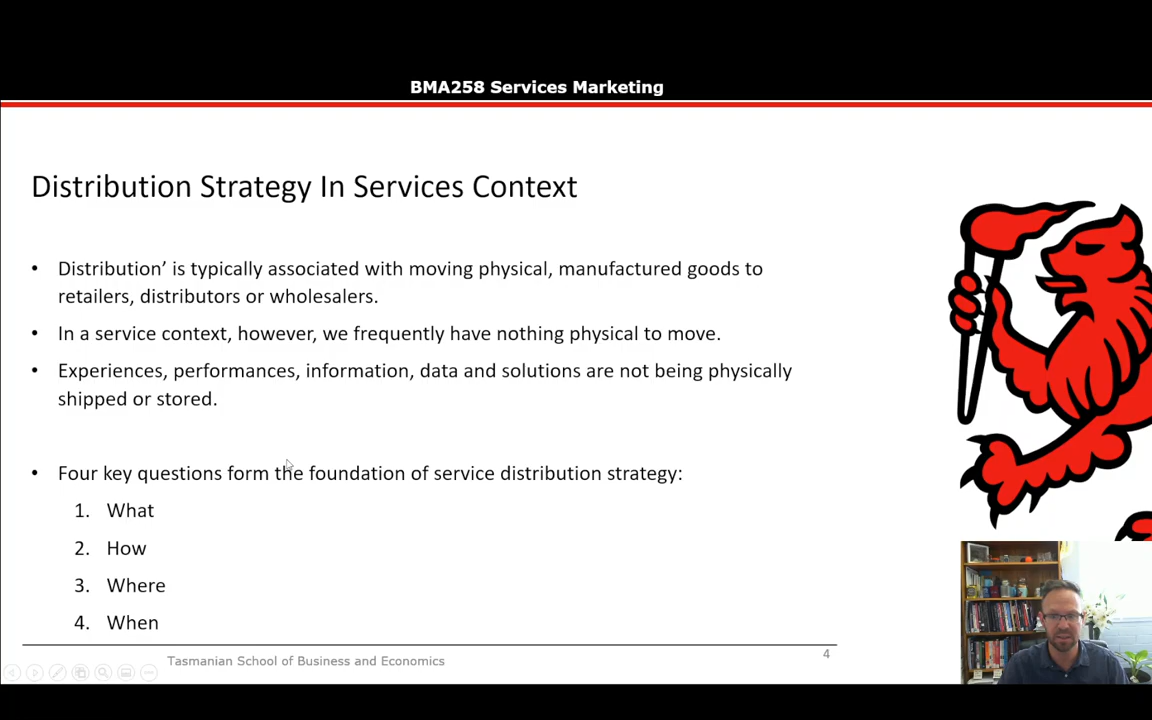 BMA258 Services Marketing
Distribution Strategy In Services Context
• Distribution’ is typically associated with moving physical, manufactured goods to
retailers, distributors or wholesalers.
• In a service context, however, we frequently have nothing physical to move.
• Experiences, performances, information, data and solutions are not being physically
shipped or stored.
• Four key questions form the foundation of service distribution strategy:
1. What
2. How
3. Where
4. When
Tasmanian School of Business and Economics
4